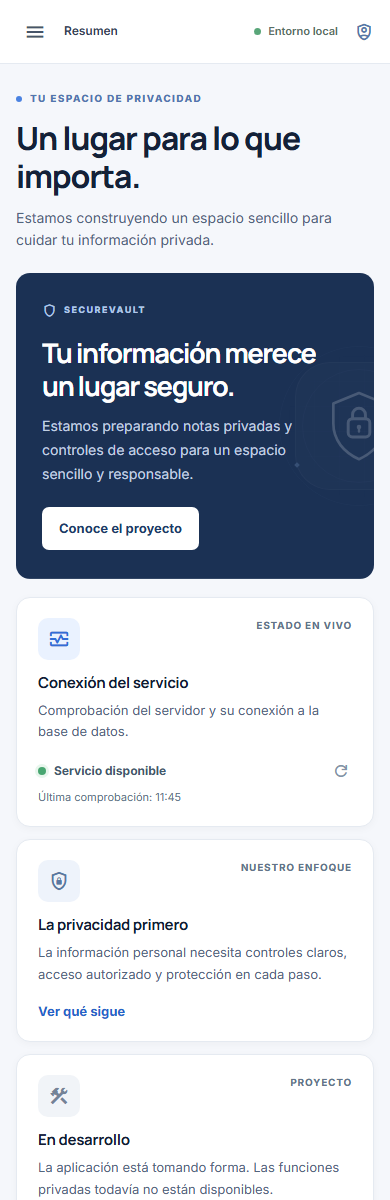 Resumen
Entorno local
TU ESPACIO DE PRIVACIDAD
Un lugar para lo que
importa.
Estamos construyendo un espacio sencillo para
cuidar tu información privada.
SECUREVAULT
Tu información merece
un lugar seguro.
Estamos preparando notas privadas y
controles de acceso para un espacio
sencillo y responsable.
Conoce el proyecto
ESTADO EN VIVO
Conexión del servicio
Comprobación del servidor y su conexión a la
base de datos.
Servicio disponible
Última comprobación: 11:45
NUESTRO ENFOQUE
La privacidad primero
La información personal necesita controles claros,
acceso autorizado y protección en cada paso.
Ver qué sigue
PROYECTO
En desarrollo
La aplicación está tomando forma. Las funciones
privadas todavía no están disponibles.